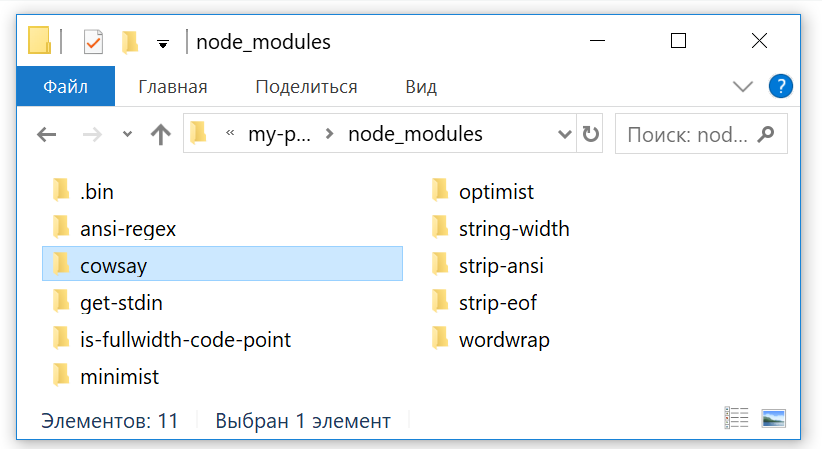 node_modules
Файл Главная Поделиться Вид ?
« my-p... > node_modules Поиск: nod...
.bin
ansi-regex
cowsay
get-stdin
is-fullwidth-code-point
minimist
optimist
string-width
strip-ansi
strip-eof
wordwrap
Элементов: 11 Выбран 1 элемент